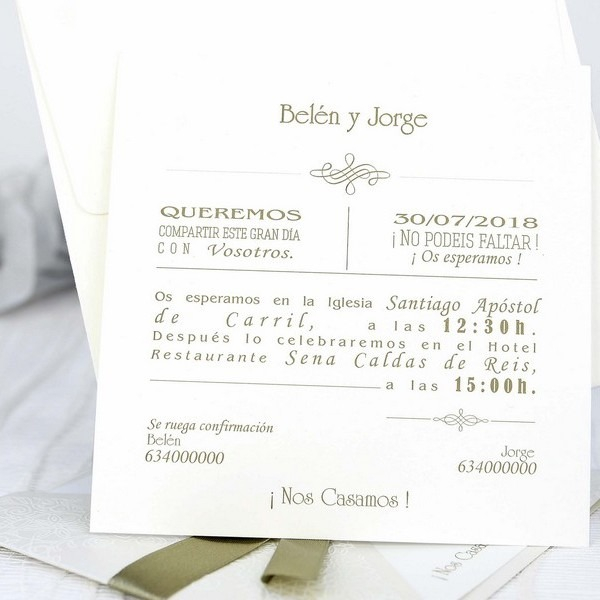 Belén y Jorge
QUEREMOS
COMPARTIR ESTE GRAN DÍA
CON Vosotros.
30/07/2018
¡NO PODEIS FALTAR!
¡Os esperamos!
Os esperamos en la Iglesia Santiago Apóstol
de Carril, a las 12:30h.
Después lo celebraremos en el Hotel
Restaurante Sena Caldas de Reis,
a las 15:00h.
Se ruega confirmación
Belén
634000000
Jorge
634000000
¡Nos Casamos!
¡Nos Casa